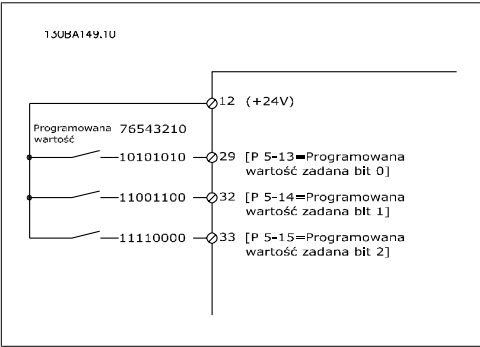 130BA149.10
12 (+24V)
Programowana 76543210
wartość
10101010 29 [P 5-13=Programowana
wartość zadana bit 0]
11001100 32 [P 5-14=Programowana
wartość zadana bit 1]
11110000 33 [P 5-15=Programowana
wartość zadana bit 2]